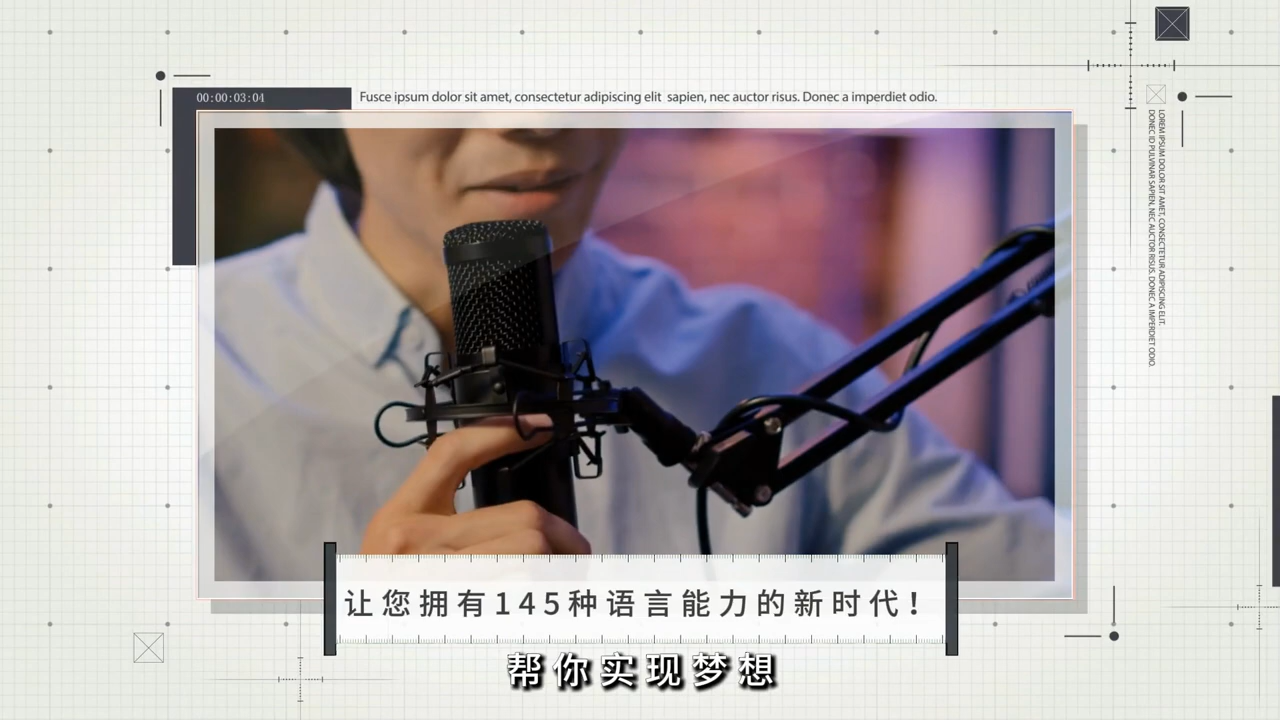 00:00:03:04
Fusce ipsum dolor sit amet, consectetur adipiscing elit  sapien, nec auctor risus. Donec a imperdiet odio.
LOREM IPSUM DOLOR SIT AMET, CONSECTETUR ADIPISCING ELIT.
DONEC ID PULVINAR SAPIEN, NEC AUCTOR RISUS. DONEC A IMPERDIET ODIO.
让您拥有145种语言能力的新时代！
帮你实现梦想